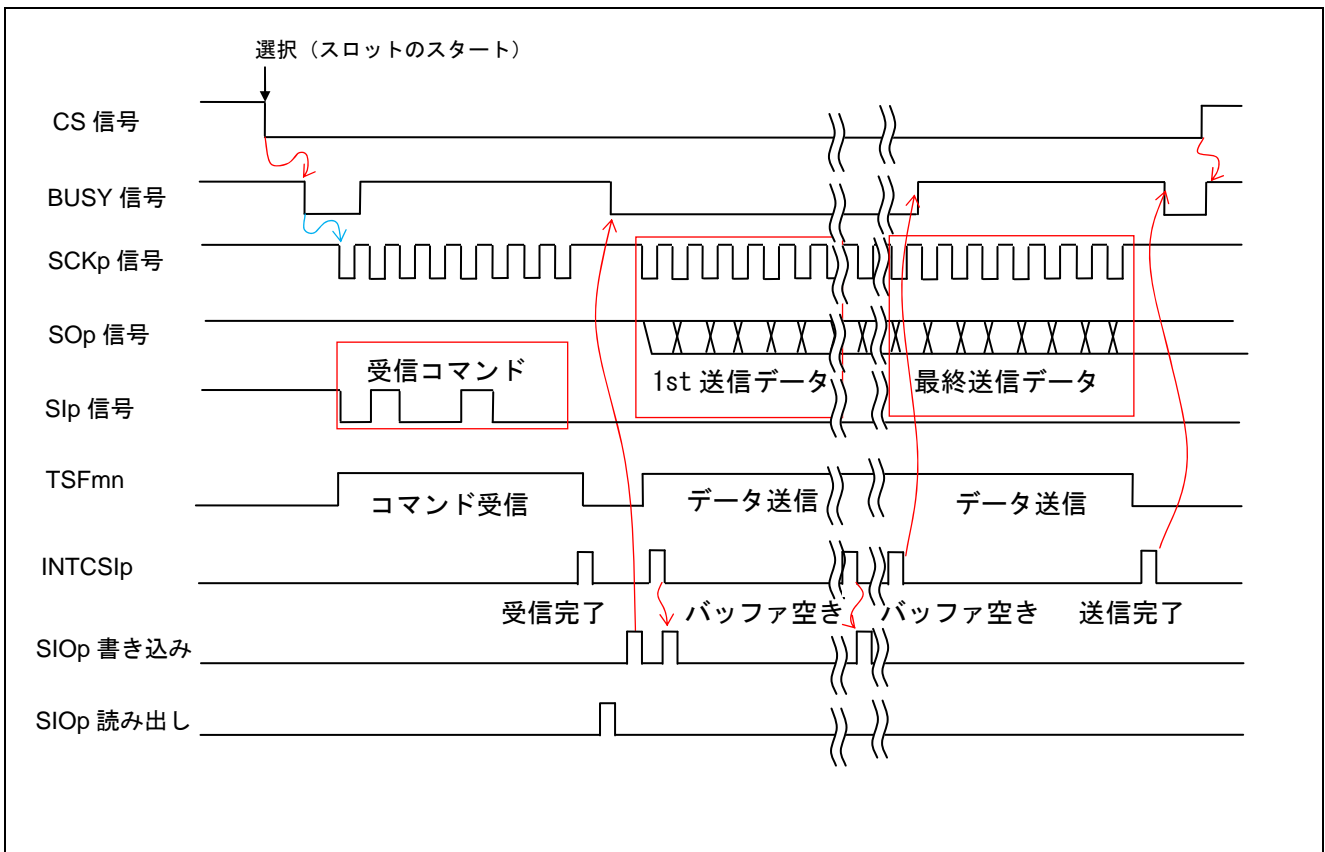 選択（スロットのスタート）
CS 信号
BUSY 信号
SCKp 信号
SOp 信号
受信コマンド
1st 送信データ
最終送信データ
SIp 信号
TSFmn
コマンド受信
データ送信
データ送信
INTCSIp
受信完了
バッファ空き
バッファ空き
送信完了
SIOp 書き込み
SIOp 読み出し